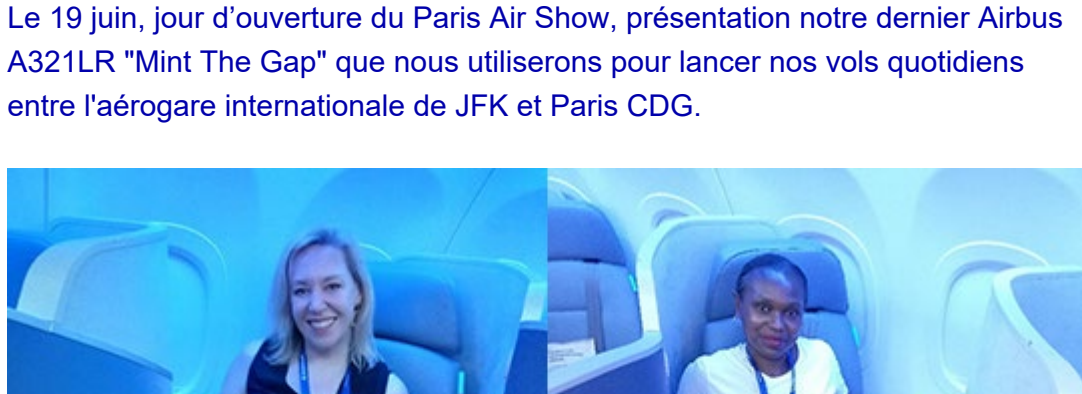 Le 19 juin, jour d’ouverture du Paris Air Show, présentation notre dernier Airbus
A321LR "Mint The Gap" que nous utiliserons pour lancer nos vols quotidiens
entre l'aérogare internationale de JFK et Paris CDG.